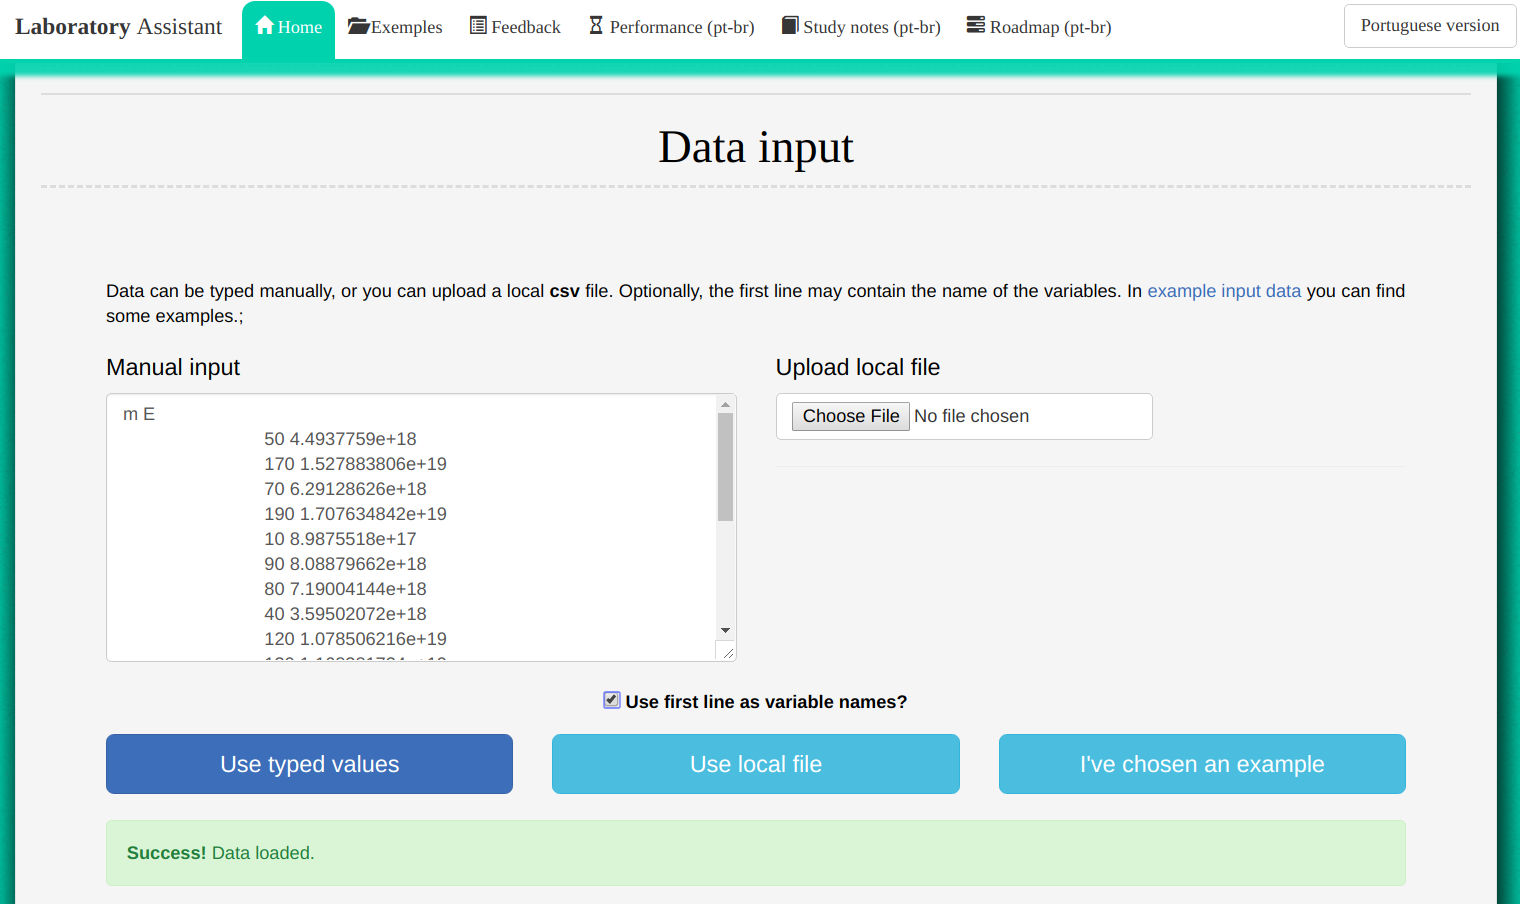 Laboratory Assistant
Home
Exemples
Feedback
Performance (pt-br)
Study notes (pt-br)
Roadmap (pt-br)
Portuguese version
Data input
Data can be typed manually, or you can upload a local csv file. Optionally, the first line may contain the name of the variables. In example input data you can find
some examples.;
Manual input
Upload local file
m E
50 4.4937759e+18
170 1.527883806e+19
70 6.29128626e+18
190 1.707634842e+19
10 8.9875518e+17
90 8.08879662e+18
80 7.19004144e+18
40 3.59502072e+18
120 1.078506216e+19
Choose File No file chosen
Use first line as variable names?
Use typed values
Use local file
I've chosen an example
Success! Data loaded.